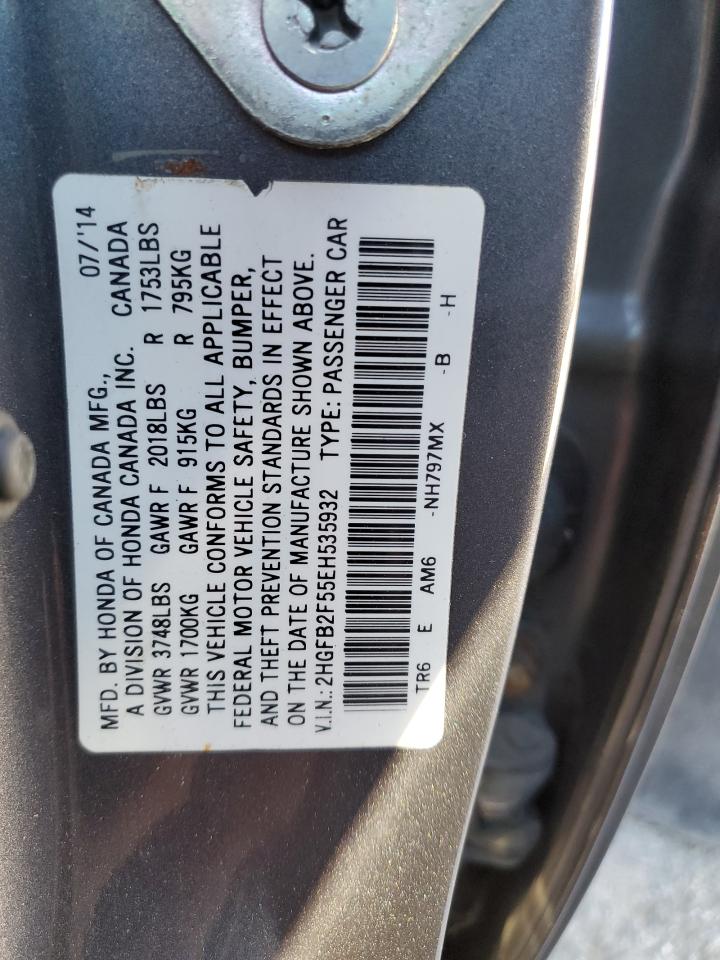 MFD. BY HONDA OF CANADA MFG., 07/'14
A DIVISION OF HONDA CANADA INC. CANADA
GVWR 3748LBS GAWR F 2018LBS R 1753LBS
GVWR 1700KG GAWR F 915KG R 795KG
THIS VEHICLE CONFORMS TO ALL APPLICABLE
FEDERAL MOTOR VEHICLE SAFETY, BUMPER,
AND THEFT PREVENTION STANDARDS IN EFFECT
ON THE DATE OF MANUFACTURE SHOWN ABOVE.
V.I.N.: 2HGFB2F55EH535932 TYPE: PASSENGER CAR
TR6 E AM6 -NH797MX -B -H